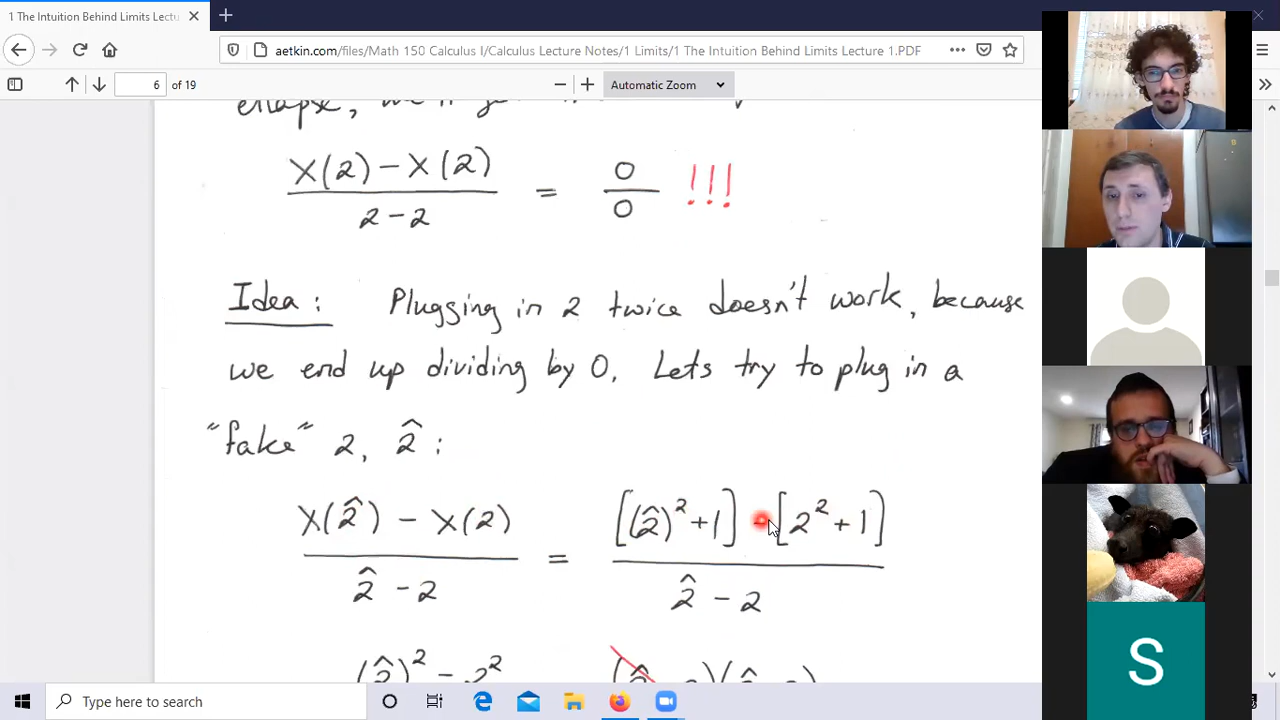 1 The Intuition Behind Limits Lectu
aetkin.com/files/Math 150 Calculus I/Calculus Lecture Notes/1 Limits/1 The Intuition Behind Limits Lecture 1.PDF
6 of 19
Automatic Zoom
X(2) - X(2) / 2 - 2 = 0 / 0 !!!
Idea: Plugging in 2 twice doesn't work, because
we end up dividing by 0. Lets try to plug in a
"fake" 2, 2̂:
X(2̂) - X(2) / 2̂ - 2 = [(2̂)² + 1] - [2² + 1] / 2̂ - 2
(2̂)² - 2²
S
Type here to search